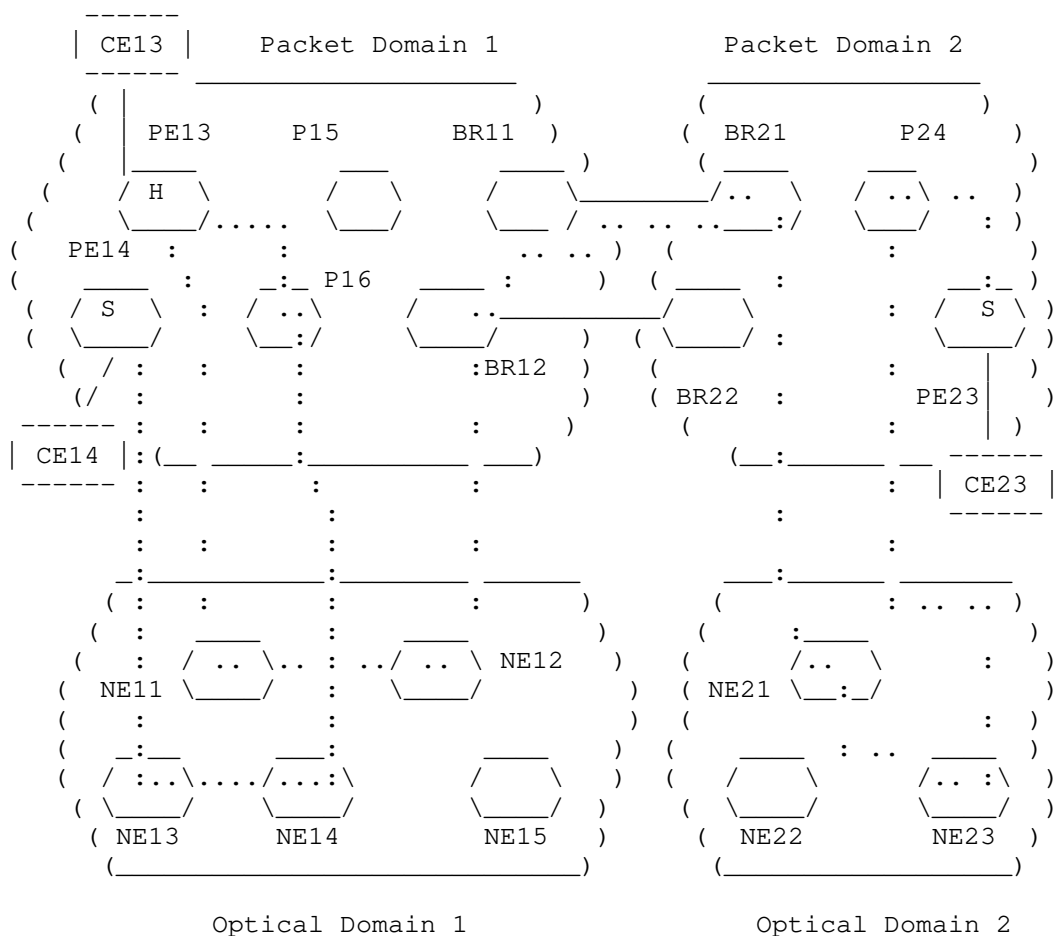 CE13 Packet Domain 1 Packet Domain 2
PE13 P15 BR11 BR21 P24
H
PE14
P16
S S
BR12
BR22 PE23
CE14
CE23
NE12
NE11 NE21
NE13 NE14 NE15 NE22 NE23
Optical Domain 1 Optical Domain 2